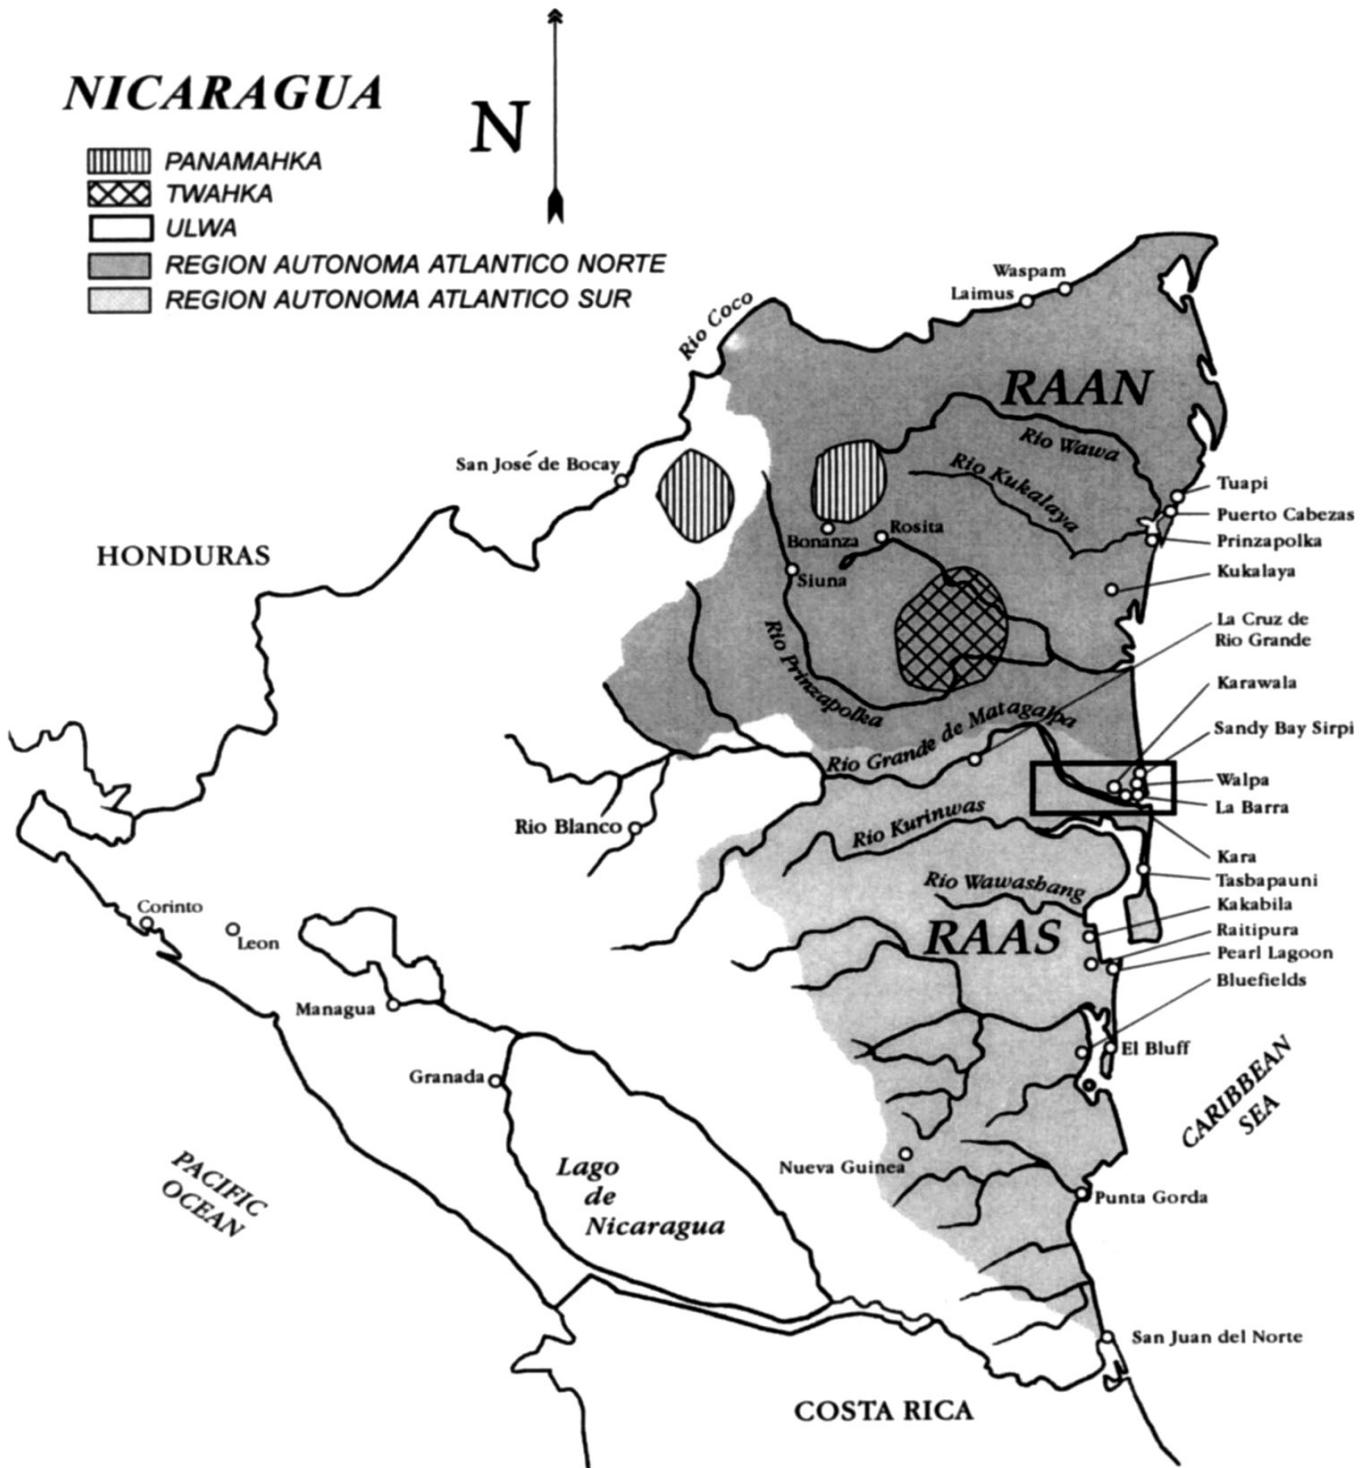 NICARAGUA
N
PANAMAHKA
TWAHKA
ULWA
REGION AUTONOMA ATLANTICO NORTE
REGION AUTONOMA ATLANTICO SUR
Rio Coco
Waspam
Laimus
RAAN
Rio Wawa
Rio Kukalaya
San José de Bocay
Tuapi
Puerto Cabezas
Prinzapolka
Kukalaya
HONDURAS
Rosita
Bonanza
Siuna
La Cruz de
Rio Grande
Rio Prinzapolka
Karawala
Rio Grande de Matagalpa
Sandy Bay Sirpi
Walpa
La Barra
Rio Blanco
Rio Kurinwas
Kara
Tasbapauni
Rio Wawashang
Kakabila
RAAS
Raitipura
Pearl Lagoon
Bluefields
Corinto
Leon
Managua
El Bluff
Granada
CARIBBEAN
SEA
PACIFIC
OCEAN
Lago
de
Nicaragua
Nueva Guinea
Punta Gorda
San Juan del Norte
COSTA RICA